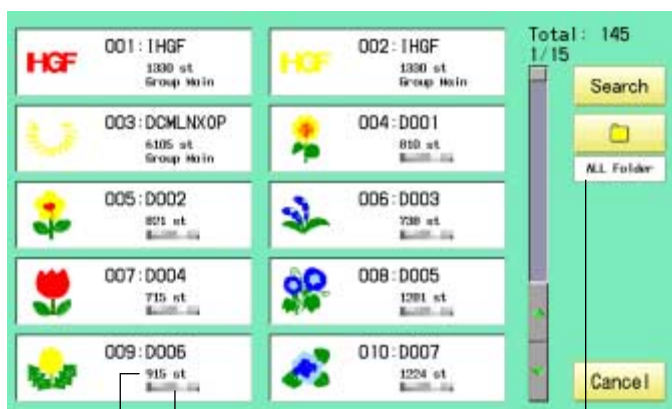 Total: 145
1/15
001:IHGF
1330 st
Group Main
002:IHGF
1330 st
Group Main
003:DCMLNXOP
6105 st
Group Main
004:D001
810 st
005:D002
821 st
006:D003
738 st
007:D004
715 st
008:D005
1201 st
009:D006
915 st
010:D007
1224 st
Search
ALL Folder
Cancel
IHGF
IHGF